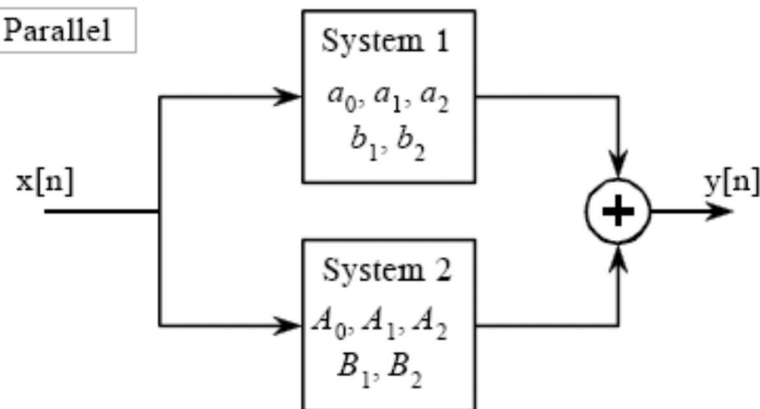 Parallel
System 1
a₀, a₁, a₂
b₁, b₂
x[n]
+
y[n]
System 2
A₀, A₁, A₂
B₁, B₂